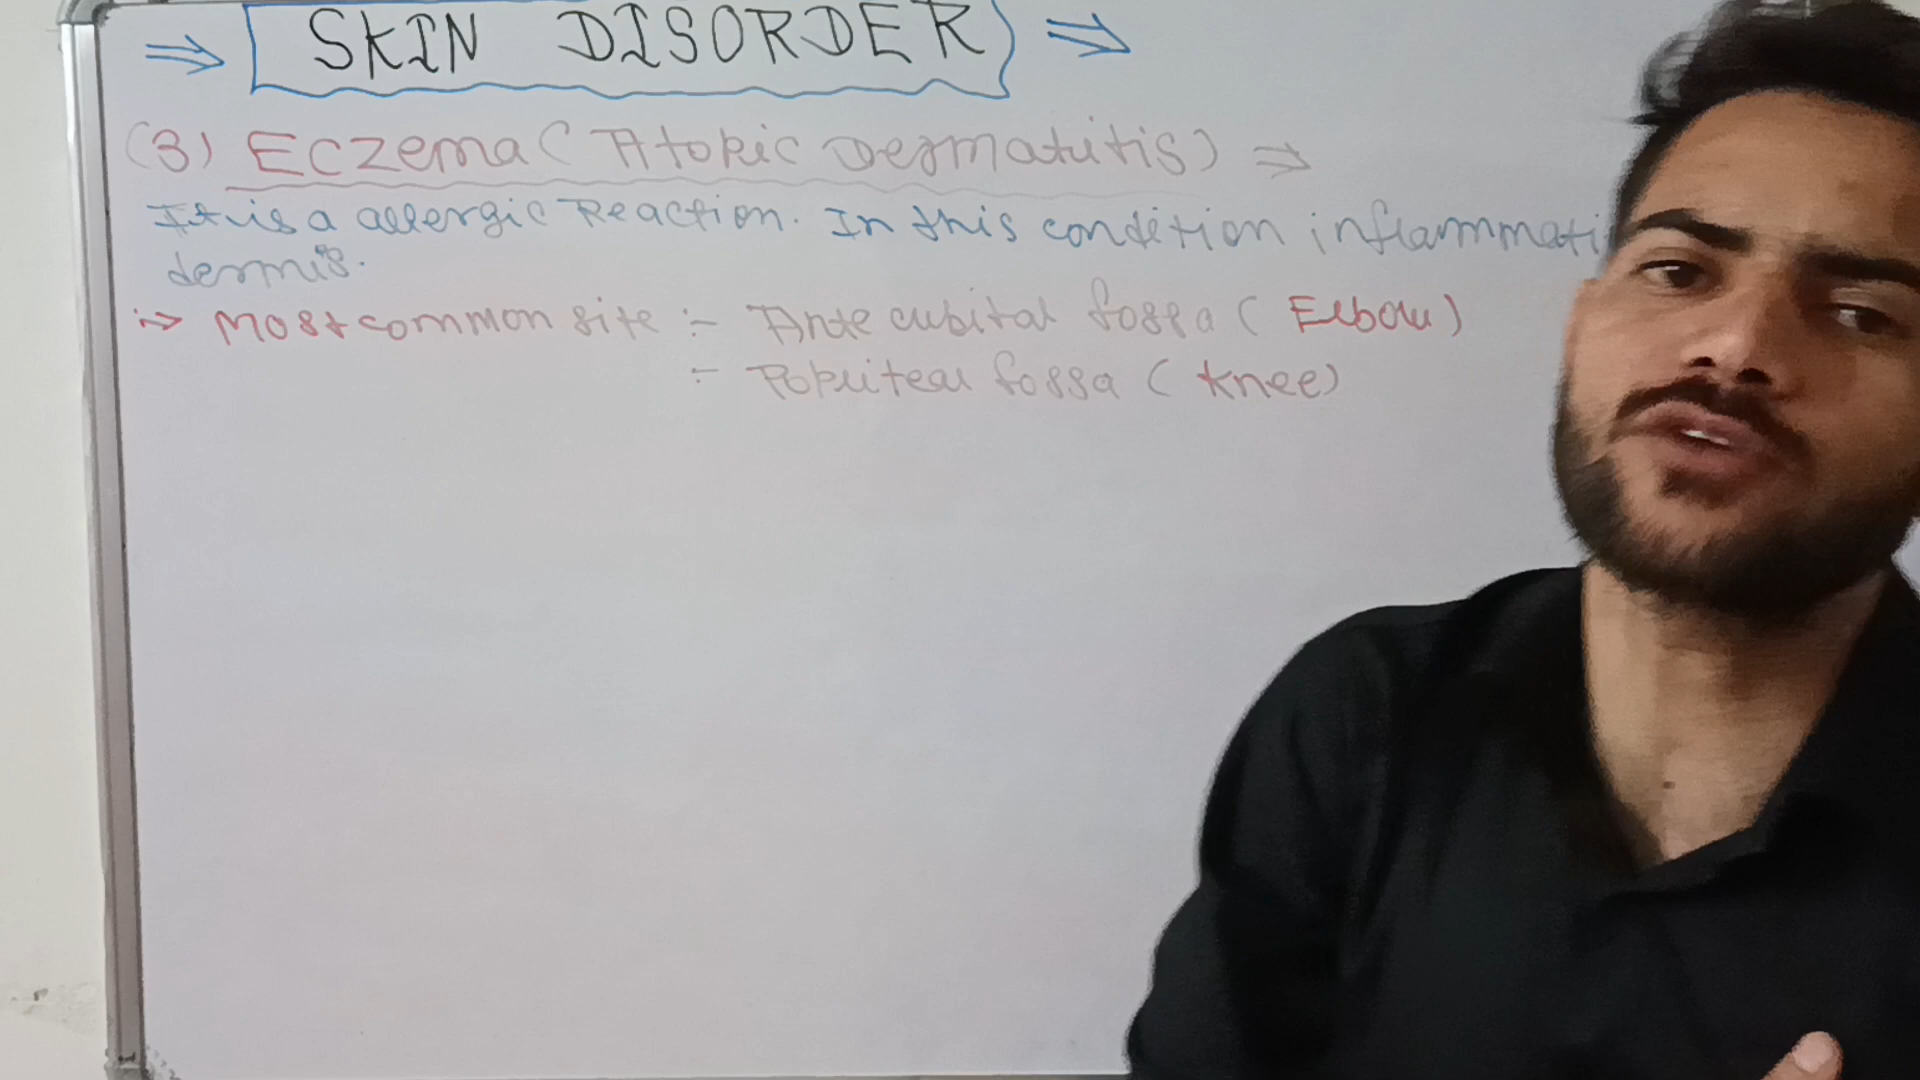 ⇒ SKIN DISORDER ⇒
(3) Eczema (Atopic Dermatitis) ⇒
It is a allergic Reaction. In this condition inflammati
dermis.
:-> Most common site :- Ante cubital fossa (Elbow)
:- Popliteal fossa (Knee)